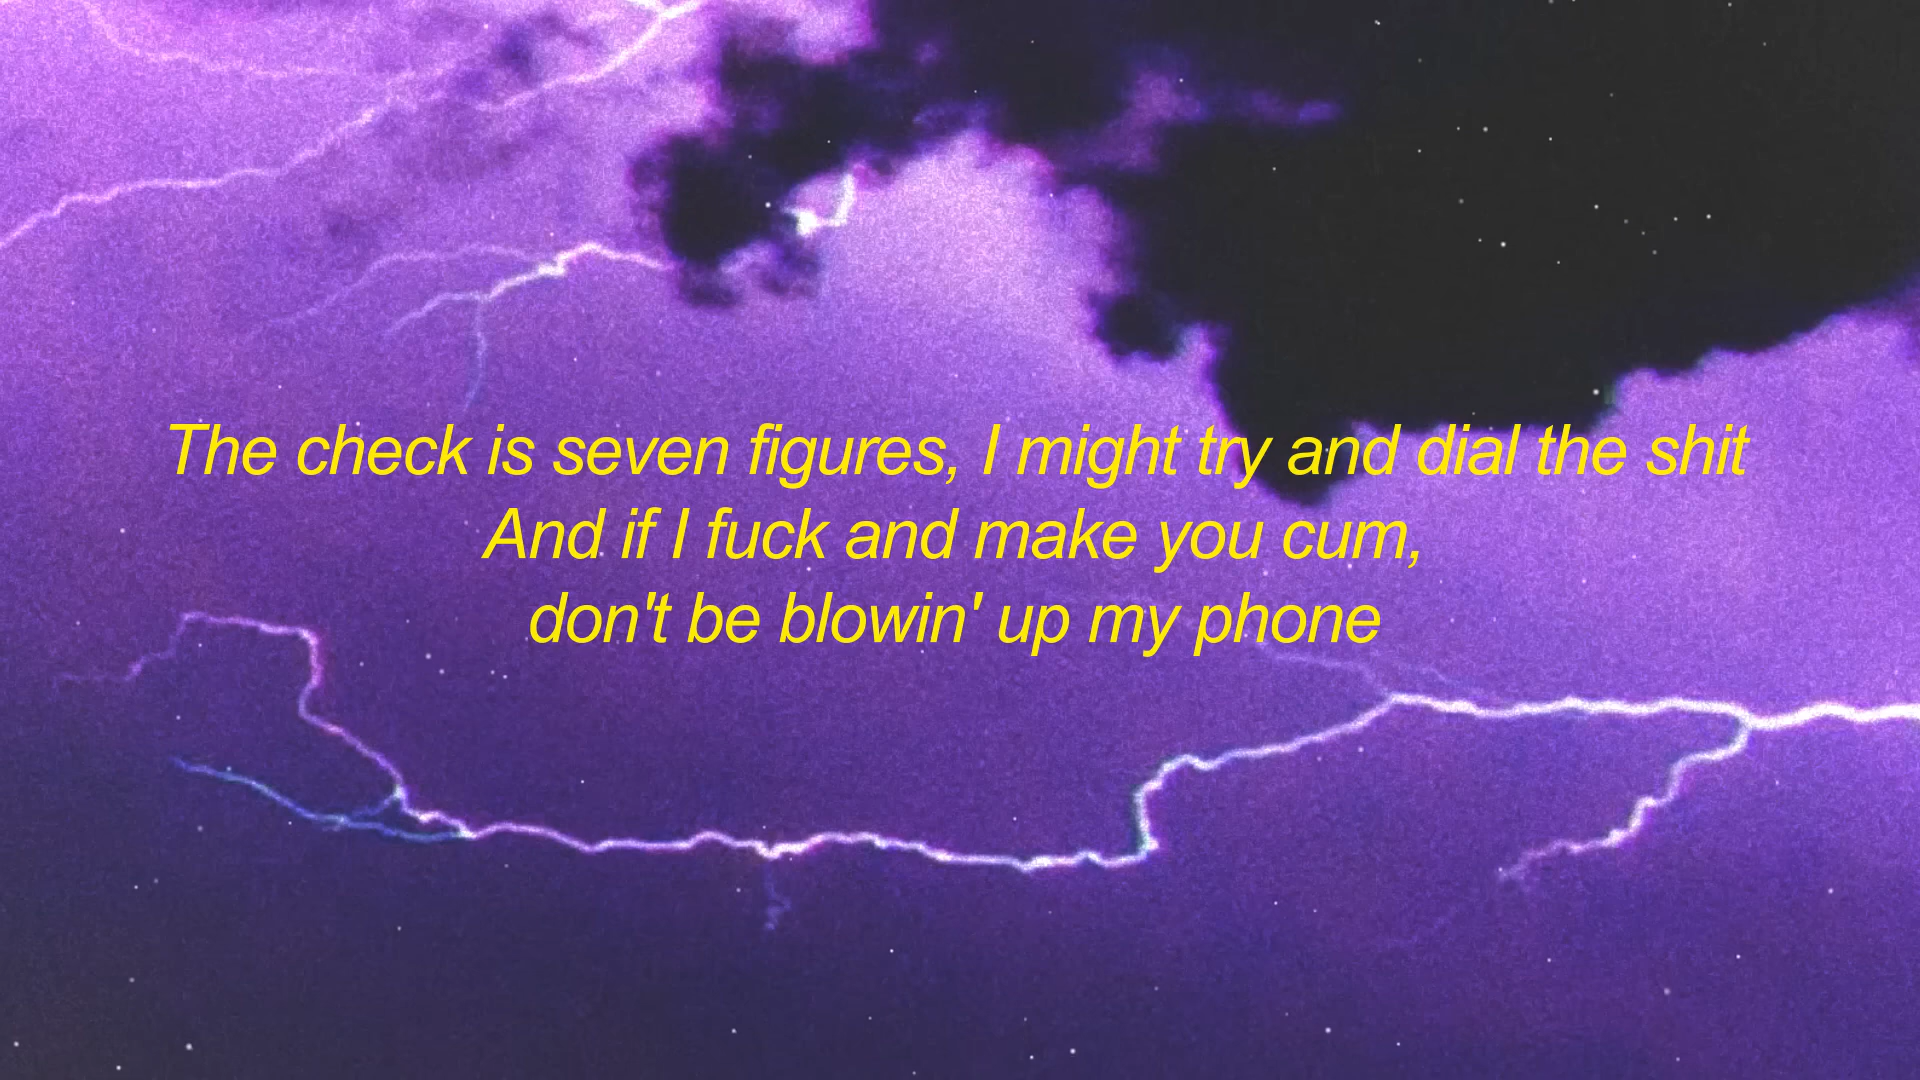 The check is seven figures, I might try and dial the shit
And if I fuck and make you cum,
don't be blowin' up my phone